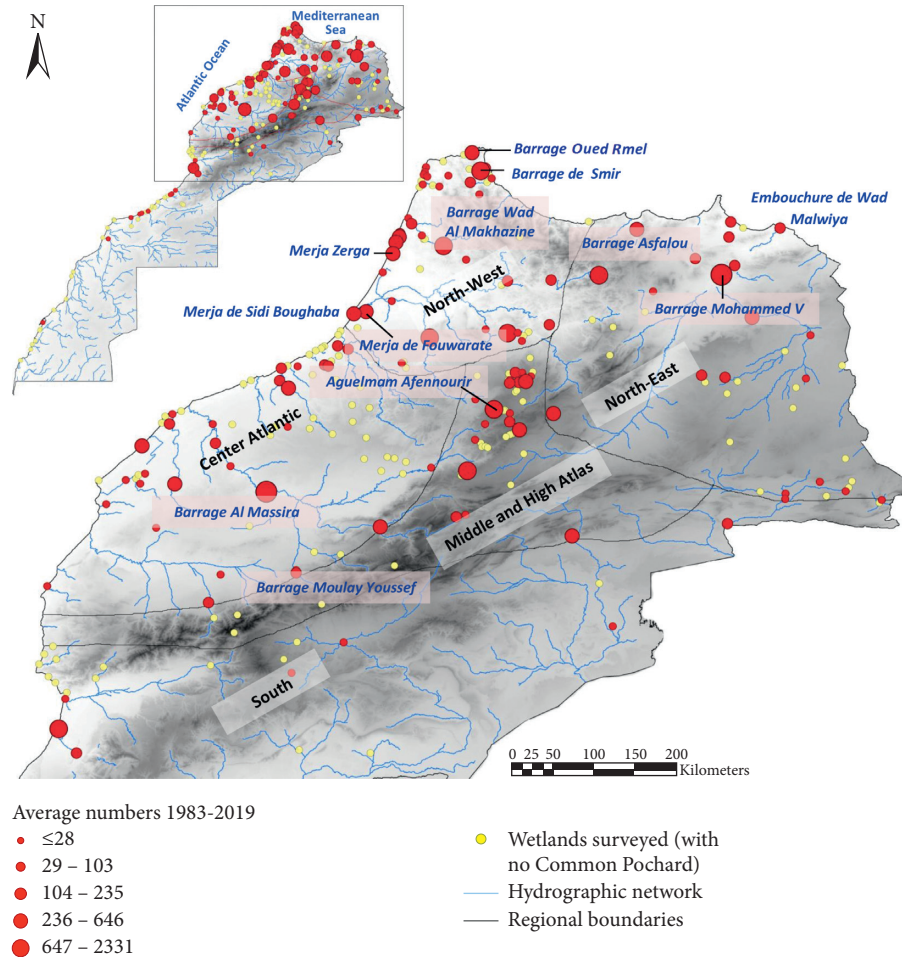 N
Mediterranean
Sea
Atlantic Ocean
Barrage Oued Rmel
Barrage de Smir
Embouchure de Wad
Malwiya
Barrage Wad
Al Makhazine
Barrage Asfalou
Merja Zerga
North-West
Barrage Mohammed V
Merja de Sidi Boughaba
Merja de Fouwarate
Aguelmam Afennourir
North-East
Center Atlantic
Middle and High Atlas
Barrage Al Massira
Barrage Moulay Youssef
South
0 25 50 100 150 200
Kilometers
Average numbers 1983-2019
≤28
29 – 103
104 – 235
236 – 646
647 – 2331
Wetlands surveyed (with
no Common Pochard)
Hydrographic network
Regional boundaries